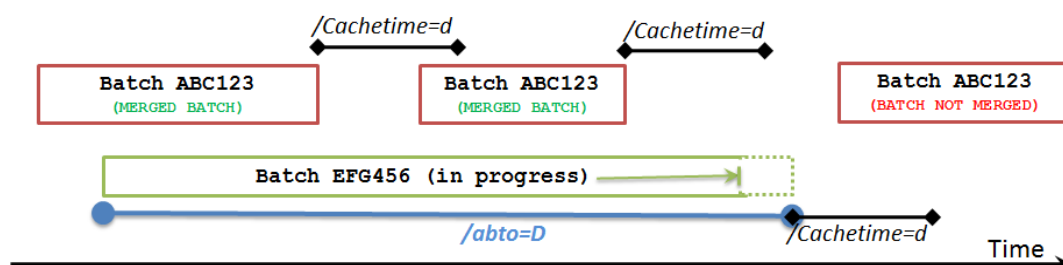 /Cachetime=d
/Cachetime=d
Batch ABC123
(MERGED BATCH)
Batch ABC123
(MERGED BATCH)
Batch ABC123
(BATCH NOT MERGED)
Batch EFG456 (in progress)
/abto=D
/Cachetime=d
Time